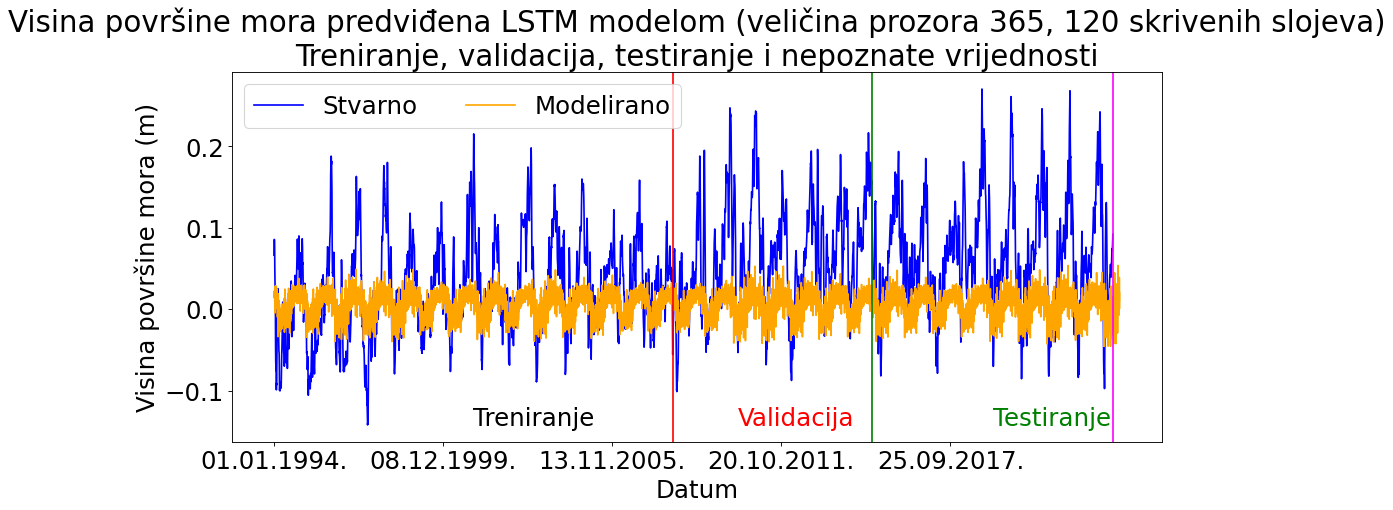 Visina površine mora predviđena LSTM modelom (veličina prozora 365, 120 skrivenih slojeva)
Treniranje, validacija, testiranje i nepoznate vrijednosti
Stvarno Modelirano
Visina površine mora (m)
0.2
0.1
0.0
−0.1
Treniranje Validacija Testiranje
01.01.1994. 08.12.1999. 13.11.2005. 20.10.2011. 25.09.2017.
Datum